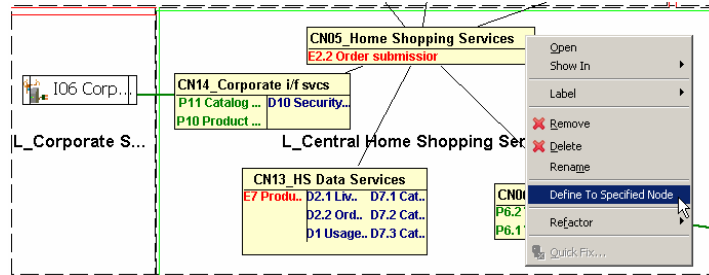 CN05_Home Shopping Services
E2.2 Order submissior
I06 Corp...
CN14_Corporate i/f svcs
P11 Catalog ... D10 Security...
P10 Product ...
L_Corporate S...
L_Central Home Shopping Ser
CN13_HS Data Services
E7 Produ.. D2.1 Liv.. D7.1 Cat..
D2.2 Ord.. D7.2 Cat..
D1 Usage.. D7.3 Cat..
P6.2
P6.1
Open
Show In
Label
Remove
Delete
Rename
Define To Specified Node
Refactor
Quick Fix...